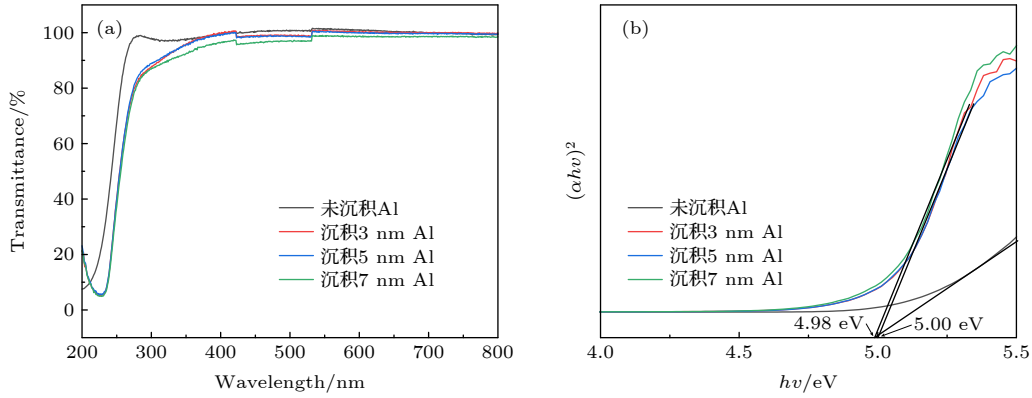 (a)
100
80
60
40
20
0
Transmittance/%
未沉积Al
沉积3 nm Al
沉积5 nm Al
沉积7 nm Al
200 300 400 500 600 700 800
Wavelength/nm
(b)
(αhv)²
未沉积Al
沉积3 nm Al
沉积5 nm Al
沉积7 nm Al
4.98 eV 5.00 eV
4.0 4.5 5.0 5.5
hv/eV